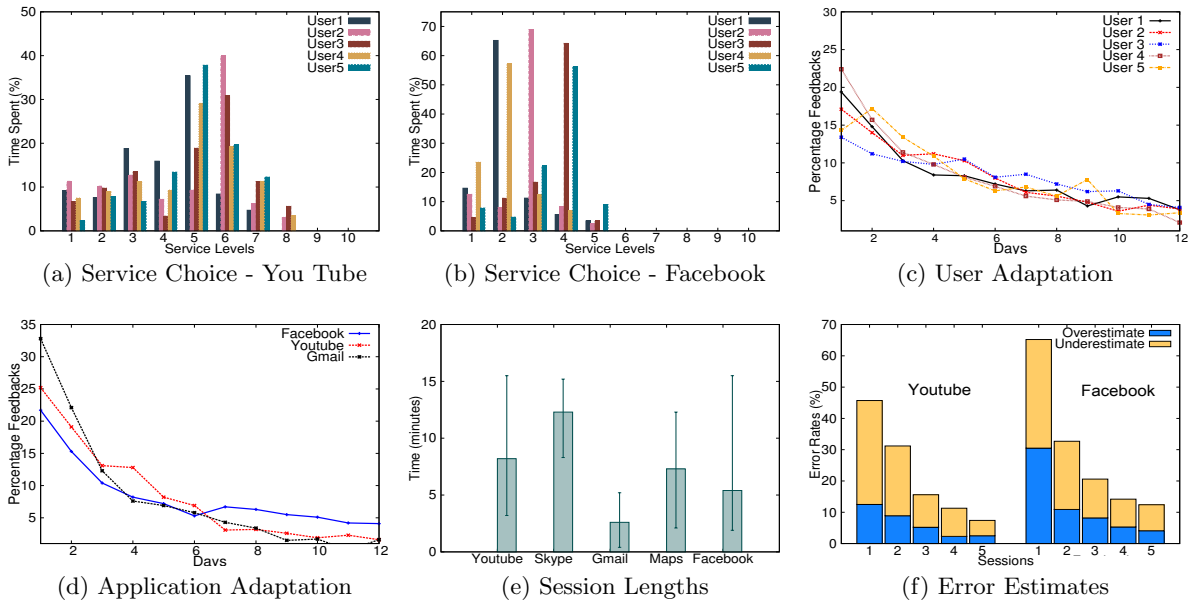 50
40
30
20
10
0
Time Spent (%)
User1
User2
User3
User4
User5
1 2 3 4 5 6 7 8 9 10
Service Levels
(a) Service Choice - You Tube
70
60
50
40
30
20
10
0
Time Spent (%)
User1
User2
User3
User4
User5
1 2 3 4 5 6 7 8 9 10
Service Levels
(b) Service Choice - Facebook
30
25
20
15
10
5
Percentage Feedbacks
User 1
User 2
User 3
User 4
User 5
2 4 6 8 10 12
Days
(c) User Adaptation
35
30
25
20
15
10
5
Percentage Feedbacks
Facebook
Youtube
Gmail
2 4 6 8 10 12
Days
(d) Application Adaptation
20
15
10
5
0
Time (minutes)
Youtube Skype Gmail Maps Facebook
(e) Session Lengths
70
60
50
40
30
20
10
0
Error Rates (%)
Overestimate
Underestimate
Youtube
Facebook
1 2 3 4 5 1 2 3 4 5
Sessions
(f) Error Estimates